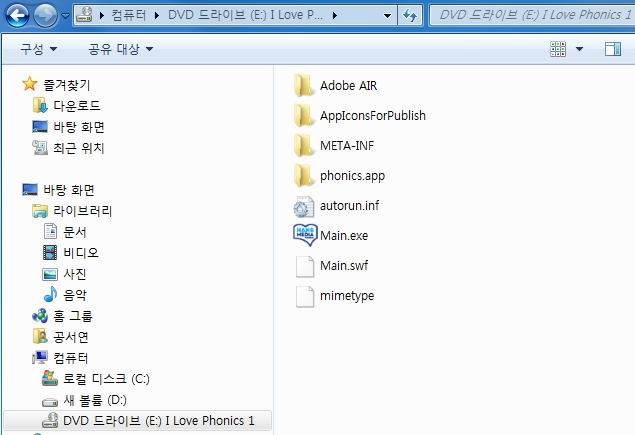 컴퓨터 DVD 드라이브 (E:) I Love P...
DVD 드라이브 (E:) I Love Phonics 1
구성
공유 대상
즐겨찾기
다운로드
바탕 화면
최근 위치
바탕 화면
라이브러리
문서
비디오
사진
음악
홈 그룹
공서연
컴퓨터
로컬 디스크 (C:)
새 볼륨 (D:)
DVD 드라이브 (E:) I Love Phonics 1
Adobe AIR
AppIconsForPublish
META-INF
phonics.app
autorun.inf
HANS MEDIA
Main.exe
Main.swf
mimetype